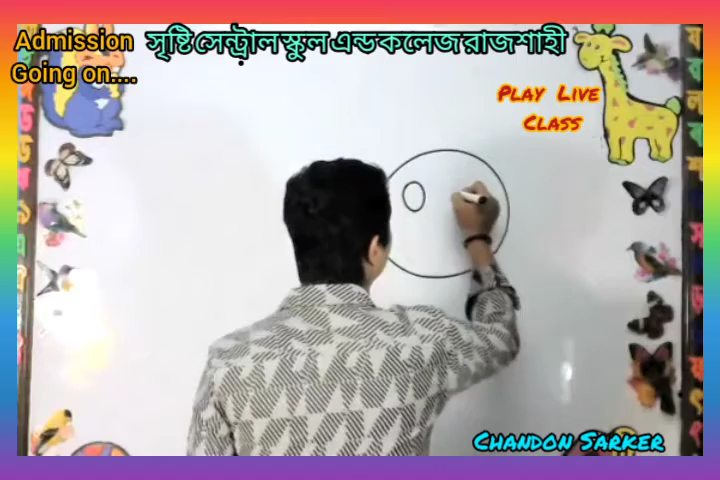 Admission
Going on....
সৃষ্টি সেন্ট্রাল স্কুল এন্ড কলেজ রাজশাহী
Play Live
Class
Chandon Sarker